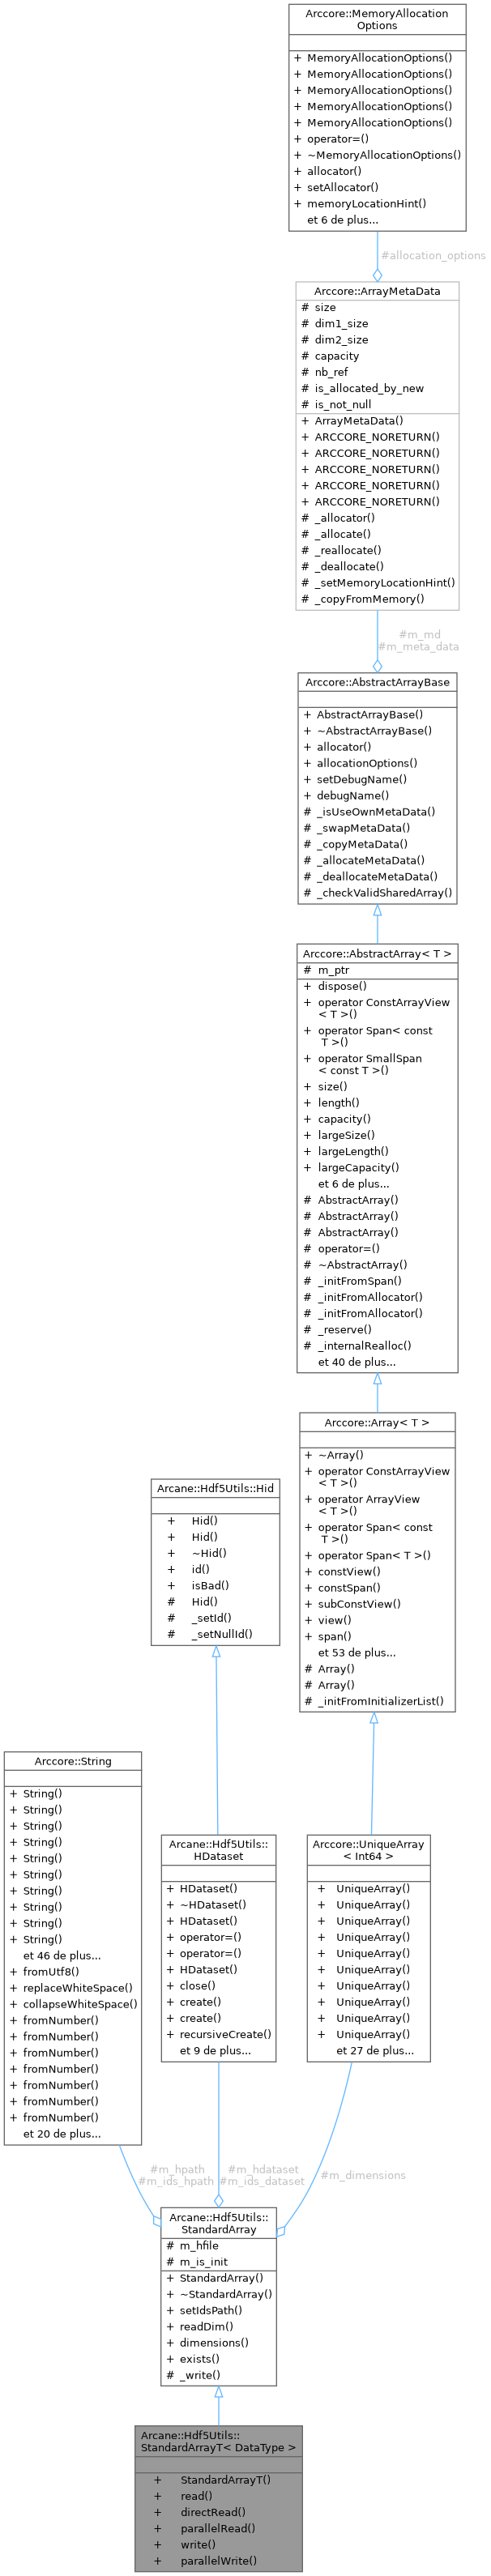 Arccore::MemoryAllocation
Options
+ MemoryAllocationOptions()
+ MemoryAllocationOptions()
+ MemoryAllocationOptions()
+ MemoryAllocationOptions()
+ MemoryAllocationOptions()
+ operator=()
+ ~MemoryAllocationOptions()
+ allocator()
+ setAllocator()
+ memoryLocationHint()
et 6 de plus...
#allocation_options
Arccore::ArrayMetaData
# size
# dim1_size
# dim2_size
# capacity
# nb_ref
# is_allocated_by_new
# is_not_null
+ ArrayMetaData()
+ ARCCORE_NORETURN()
+ ARCCORE_NORETURN()
+ ARCCORE_NORETURN()
+ ARCCORE_NORETURN()
+ ARCCORE_NORETURN()
# _allocator()
# _allocate()
# _reallocate()
# _deallocate()
# _setMemoryLocationHint()
# _copyFromMemory()
#m_md
#m_meta_data
Arccore::AbstractArrayBase
+ AbstractArrayBase()
+ ~AbstractArrayBase()
+ allocator()
+ allocationOptions()
+ setDebugName()
+ debugName()
# _isUseOwnMetaData()
# _swapMetaData()
# _copyMetaData()
# _allocateMetaData()
# _deallocateMetaData()
# _checkValidSharedArray()
Arccore::AbstractArray< T >
# m_ptr
+ dispose()
+ operator ConstArrayView
< T >()
+ operator Span< const
T >()
+ operator SmallSpan
< const T >()
+ size()
+ length()
+ capacity()
+ largeSize()
+ largeLength()
+ largeCapacity()
et 6 de plus...
# AbstractArray()
# AbstractArray()
# AbstractArray()
# operator=()
# ~AbstractArray()
# _initFromSpan()
# _initFromAllocator()
# _initFromAllocator()
# _reserve()
# _internalRealloc()
et 40 de plus...
Arccore::Array< T >
+ ~Array()
+ operator ConstArrayView
< T >()
+ operator ArrayView
< T >()
+ operator Span< const
T >()
+ operator Span< T >()
+ constView()
+ constSpan()
+ subConstView()
+ view()
+ span()
et 53 de plus...
# Array()
# Array()
# _initFromInitializerList()
Arcane::Hdf5Utils::Hid
+ Hid()
+ Hid()
+ ~Hid()
+ id()
+ isBad()
# Hid()
# _setId()
# _setNullId()
Arccore::String
+ String()
+ String()
+ String()
+ String()
+ String()
+ String()
+ String()
+ String()
+ String()
+ String()
et 46 de plus...
+ fromUtf8()
+ replaceWhiteSpace()
+ collapseWhiteSpace()
+ fromNumber()
+ fromNumber()
+ fromNumber()
+ fromNumber()
+ fromNumber()
+ fromNumber()
+ fromNumber()
et 20 de plus...
Arcane::Hdf5Utils::
HDataset
+ HDataset()
+ ~HDataset()
+ HDataset()
+ operator=()
+ operator=()
+ HDataset()
+ close()
+ create()
+ create()
+ recursiveCreate()
et 9 de plus...
Arccore::UniqueArray
< Int64 >
+ UniqueArray()
+ UniqueArray()
+ UniqueArray()
+ UniqueArray()
+ UniqueArray()
+ UniqueArray()
+ UniqueArray()
+ UniqueArray()
+ UniqueArray()
+ UniqueArray()
et 27 de plus...
#m_hpath
#m_ids_hpath
#m_hdataset
#m_ids_dataset
#m_dimensions
Arcane::Hdf5Utils::
StandardArray
# m_hfile
# m_is_init
+ StandardArray()
+ ~StandardArray()
+ setIdsPath()
+ readDim()
+ dimensions()
+ exists()
# _write()
Arcane::Hdf5Utils::
StandardArrayT< DataType >
+ StandardArrayT()
+ read()
+ directRead()
+ parallelRead()
+ write()
+ parallelWrite()